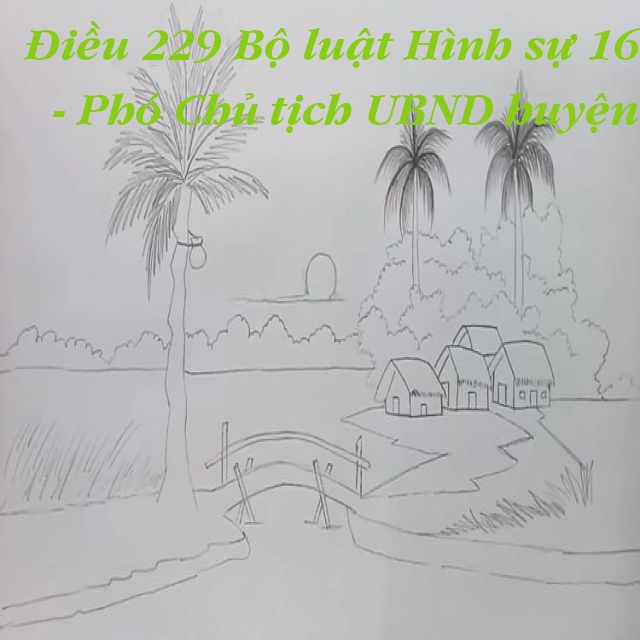 Điều 229 Bộ luật Hình sự 16
- Phó Chủ tịch UBND huyện